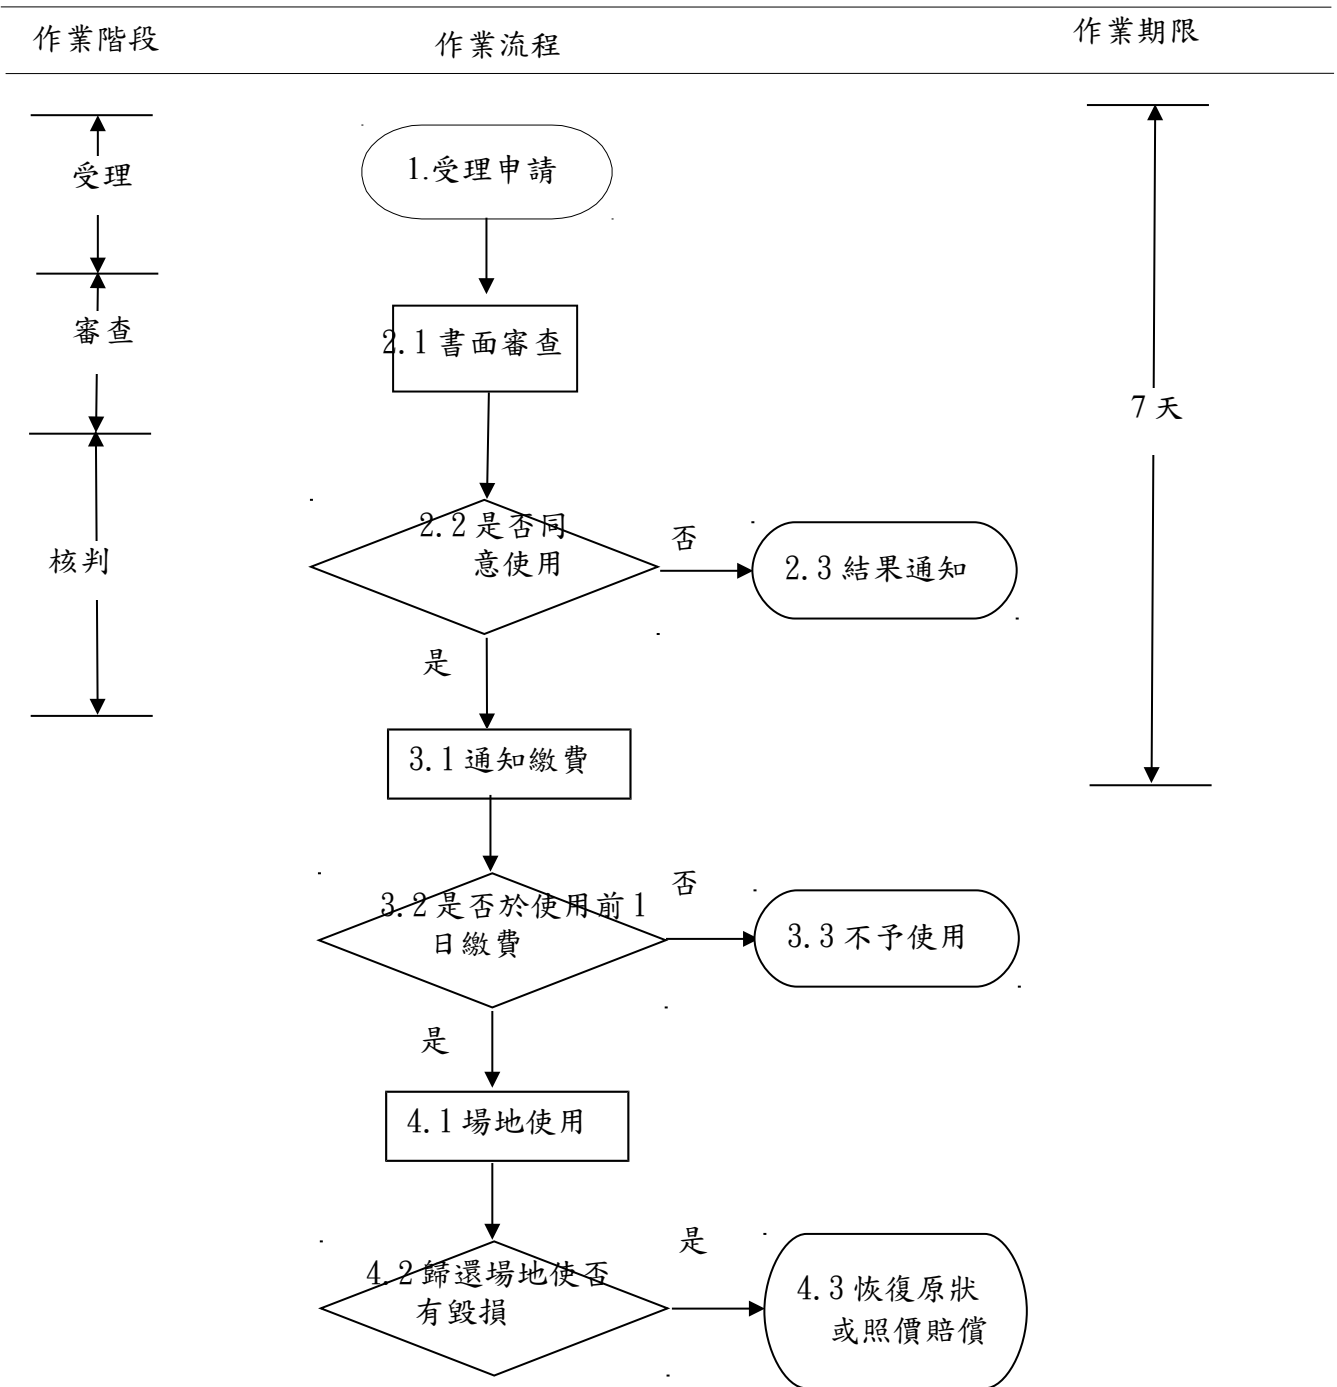 作業階段
作業流程
作業期限
受理
1.受理申請
審查
2.1書面審查
7天
核判
2.2是否同
意使用
否
2.3結果通知
是
3.1通知繳費
3.2是否於使用前1
日繳費
否
3.3不予使用
是
4.1場地使用
4.2歸還場地使否
有毀損
是
4.3恢復原狀
或照價賠償